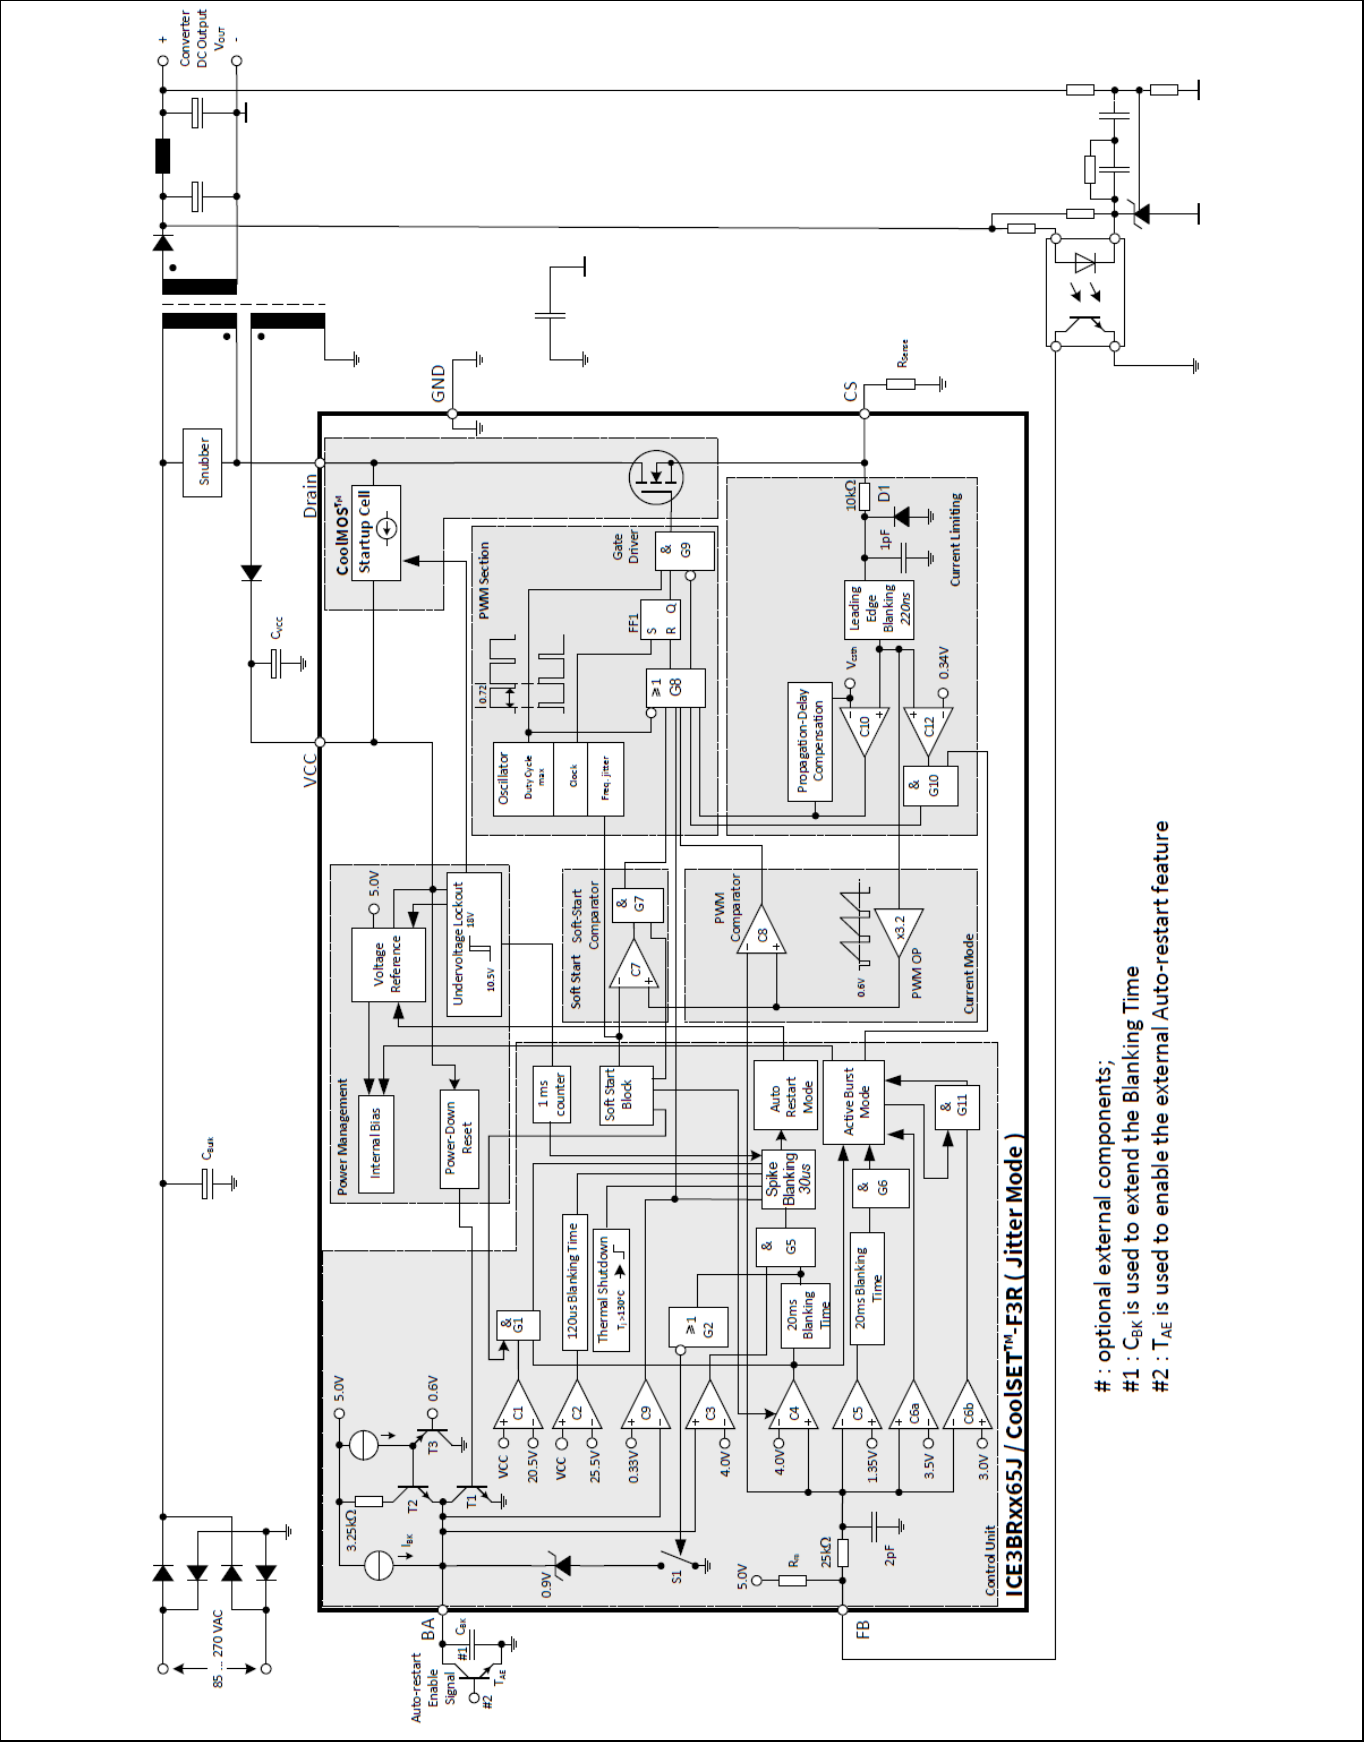 85 ... 270 VAC
CBulk
Snubber
CVCC
+
Converter
DC Output
VOUT
-
VCC
Drain
CoolMOS™
Startup Cell
GND
CS
RSense
BA
FB
Auto-restart
Enable
Signal
#2
TAE
#1
CBK
Power Management
Internal Bias
Voltage
Reference
5.0V
Power-Down
Reset
Undervoltage Lockout
18V
10.5V
PWM Section
Oscillator
Duty Cycle
max
Clock
Freq. jitter
0.72
≥1
G8
FF1
S
R
Q
Gate
Driver
&
G9
5.0V
3.25kΩ
IBK
T2
T3
0.6V
T1
0.9V
S1
VCC
20.5V
+
-
C1
VCC
25.5V
+
-
C2
0.33V
+
-
C9
4.0V
+
-
C3
4.0V
-
+
C4
1.35V
+
-
C5
3.5V
+
-
C6a
3.0V
-
+
C6b
&
G1
120us Blanking Time
Thermal Shutdown
Tj >130°C
≥1
G2
20ms
Blanking
Time
20ms Blanking
Time
&
G5
&
G6
Spike
Blanking
30us
1 ms
counter
Soft Start
Block
Auto
Restart
Mode
Active Burst
Mode
&
G11
Soft Start
Soft-Start
Comparator
-
+
C7
&
G7
PWM
Comparator
-
+
C8
0.6V
x3.2
PWM OP
Current Mode
Propagation-Delay
Compensation
Vcsth
-
+
C10
+
-
C12
0.34V
&
G10
Leading
Edge
Blanking
220ns
10kΩ
D1
1pF
Current Limiting
5.0V
25kΩ
2pF
Control Unit
ICE3BRxx65J / CoolSET™-F3R ( Jitter Mode )
# : optional external components;
#1 : CBK is used to extend the Blanking Time
#2 : TAE is used to enable the external Auto-restart feature